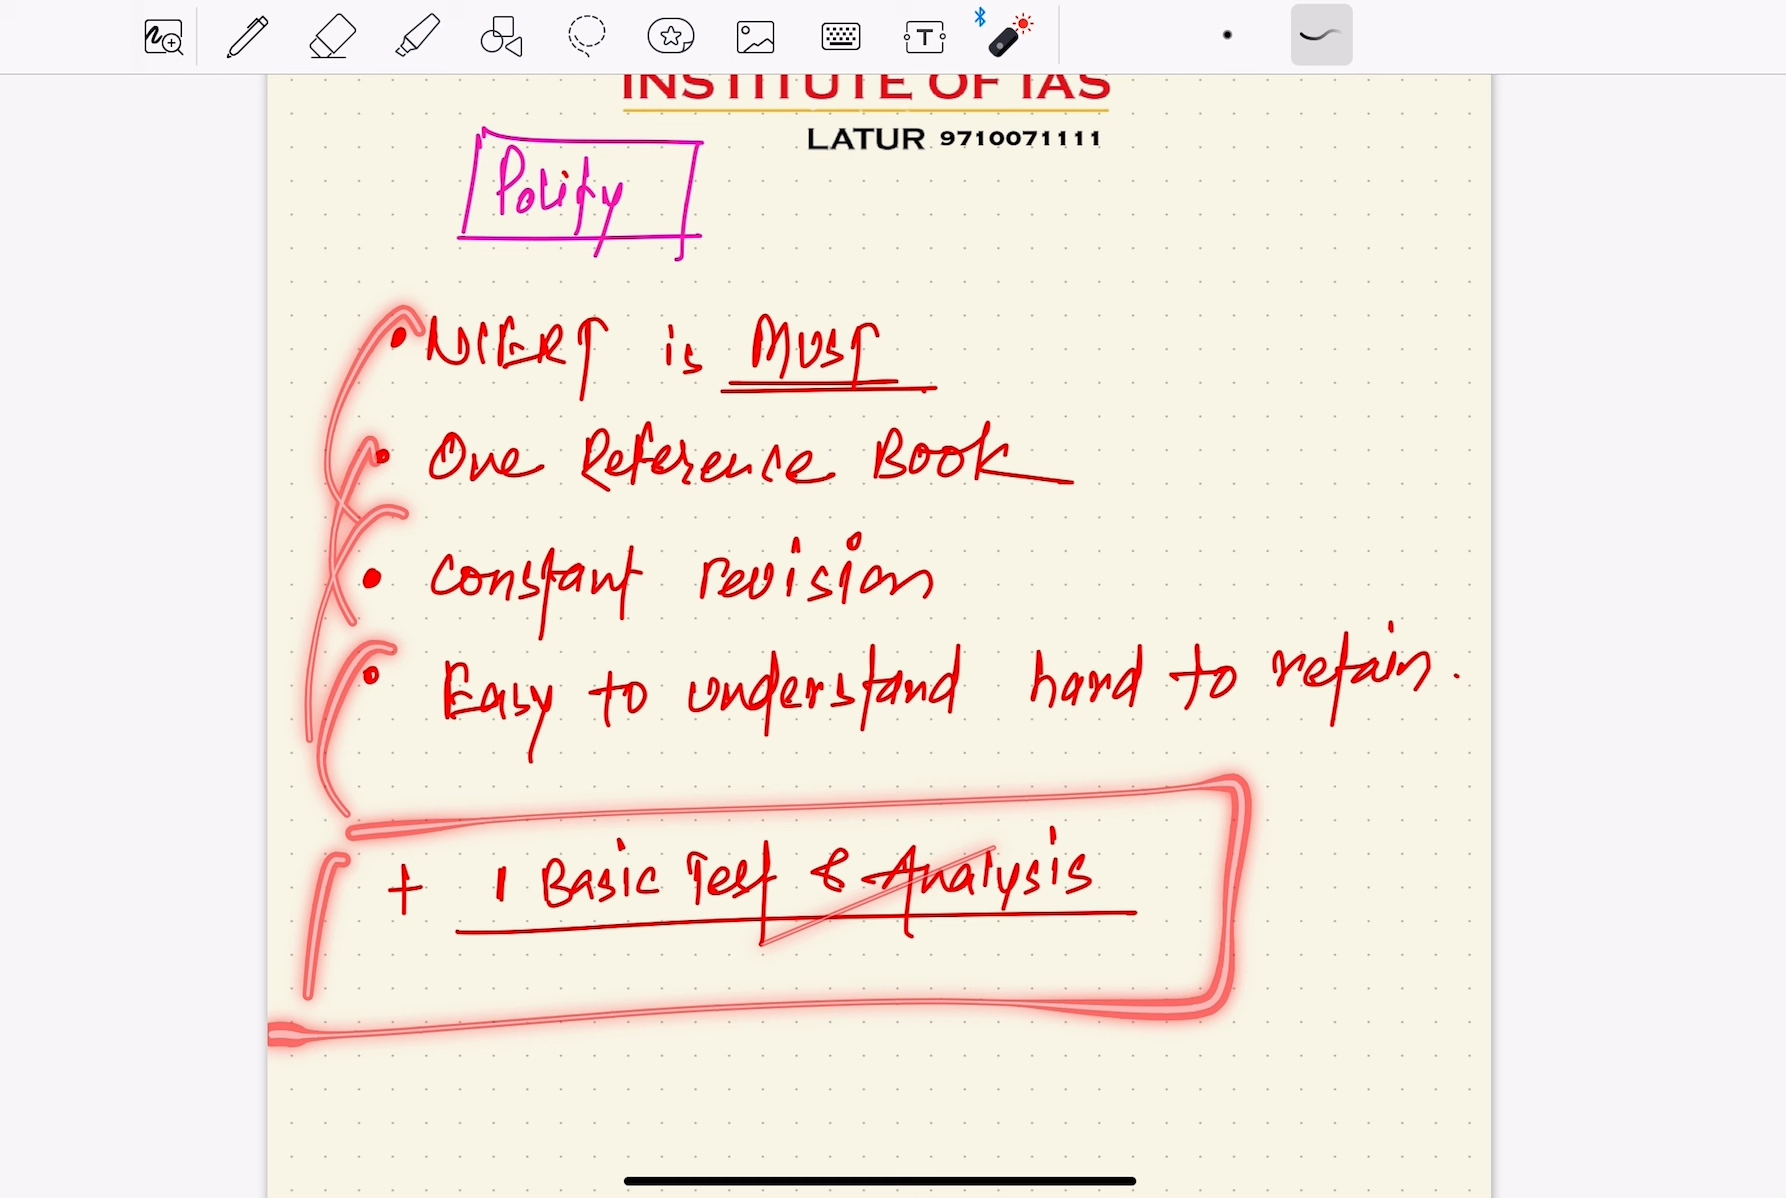 INSTITUTE OF IAS
LATUR 9710071111
Polity
• NCERT is MUST
• One Reference Book
• Constant revision
• Easy to understand hard to retain.
+ 1 Basic Test & Analysis